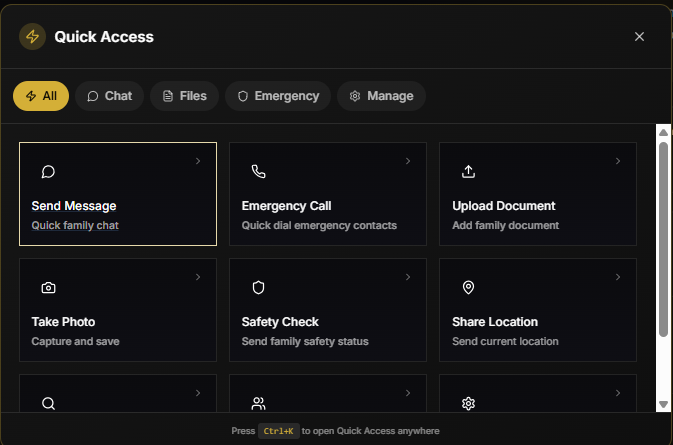 Quick Access
All
Chat
Files
Emergency
Manage
Send Message
Quick family chat
Emergency Call
Quick dial emergency contacts
Upload Document
Add family document
Take Photo
Capture and save
Safety Check
Send family safety status
Share Location
Send current location
Press Ctrl+K to open Quick Access anywhere